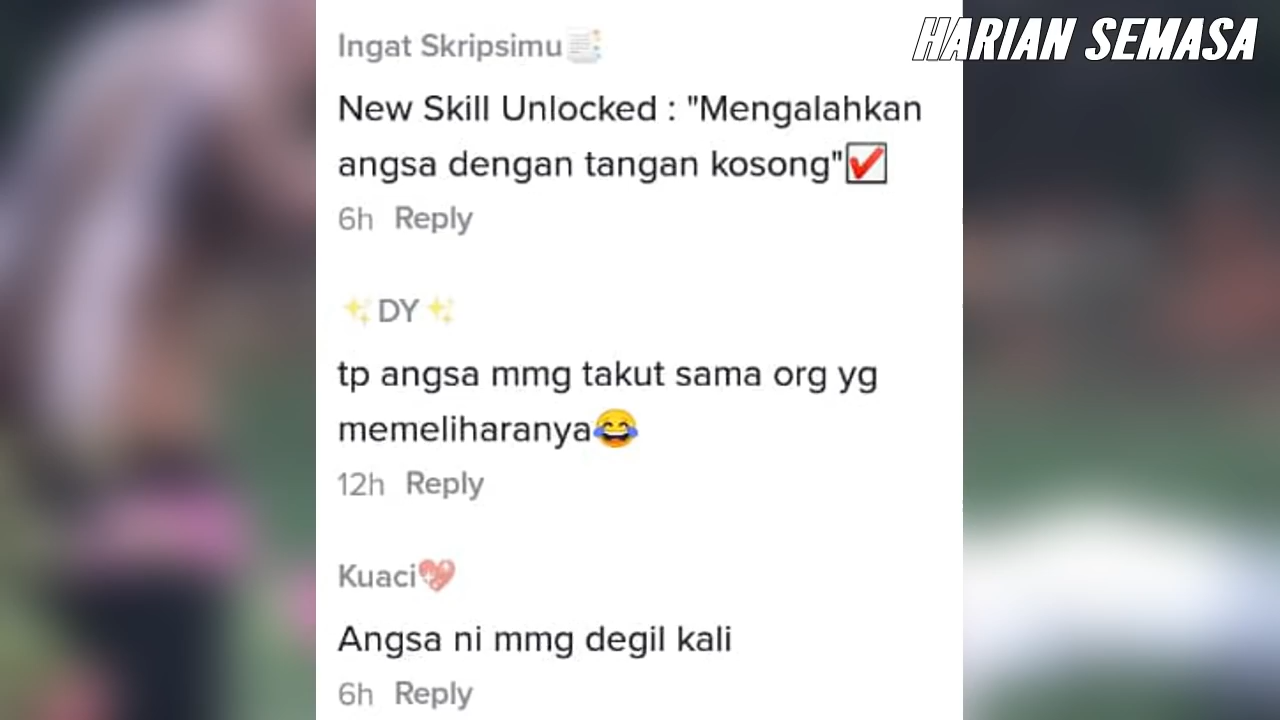 HARIAN SEMASA
Ingat Skripsimu📑
New Skill Unlocked : "Mengalahkan
angsa dengan tangan kosong"☑
6h Reply
✨DY✨
tp angsa mmg takut sama org yg
memeliharanya😂
12h Reply
Kuaci💖
Angsa ni mmg degil kali
6h Reply